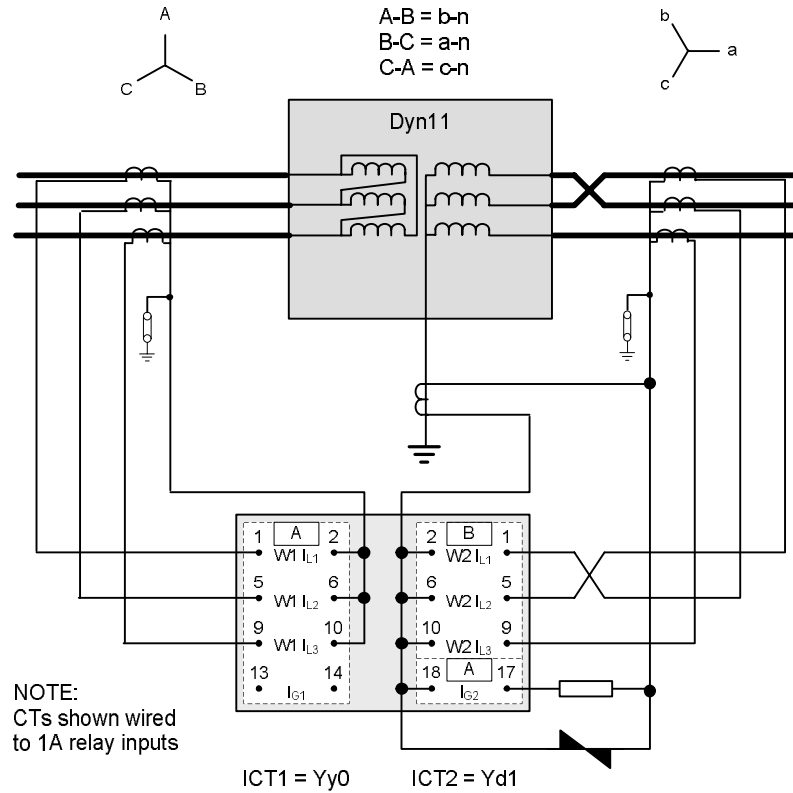 A
C
B
A-B = b-n
B-C = a-n
C-A = c-n
b
a
c
Dyn11
1
A
2
W1 IL1
5
6
W1 IL2
9
10
W1 IL3
13
14
IG1
2
B
1
W2 IL1
6
5
W2 IL2
10
9
W2 IL3
18
A
17
IG2
NOTE:
CTs shown wired
to 1A relay inputs
ICT1 = Yy0
ICT2 = Yd1